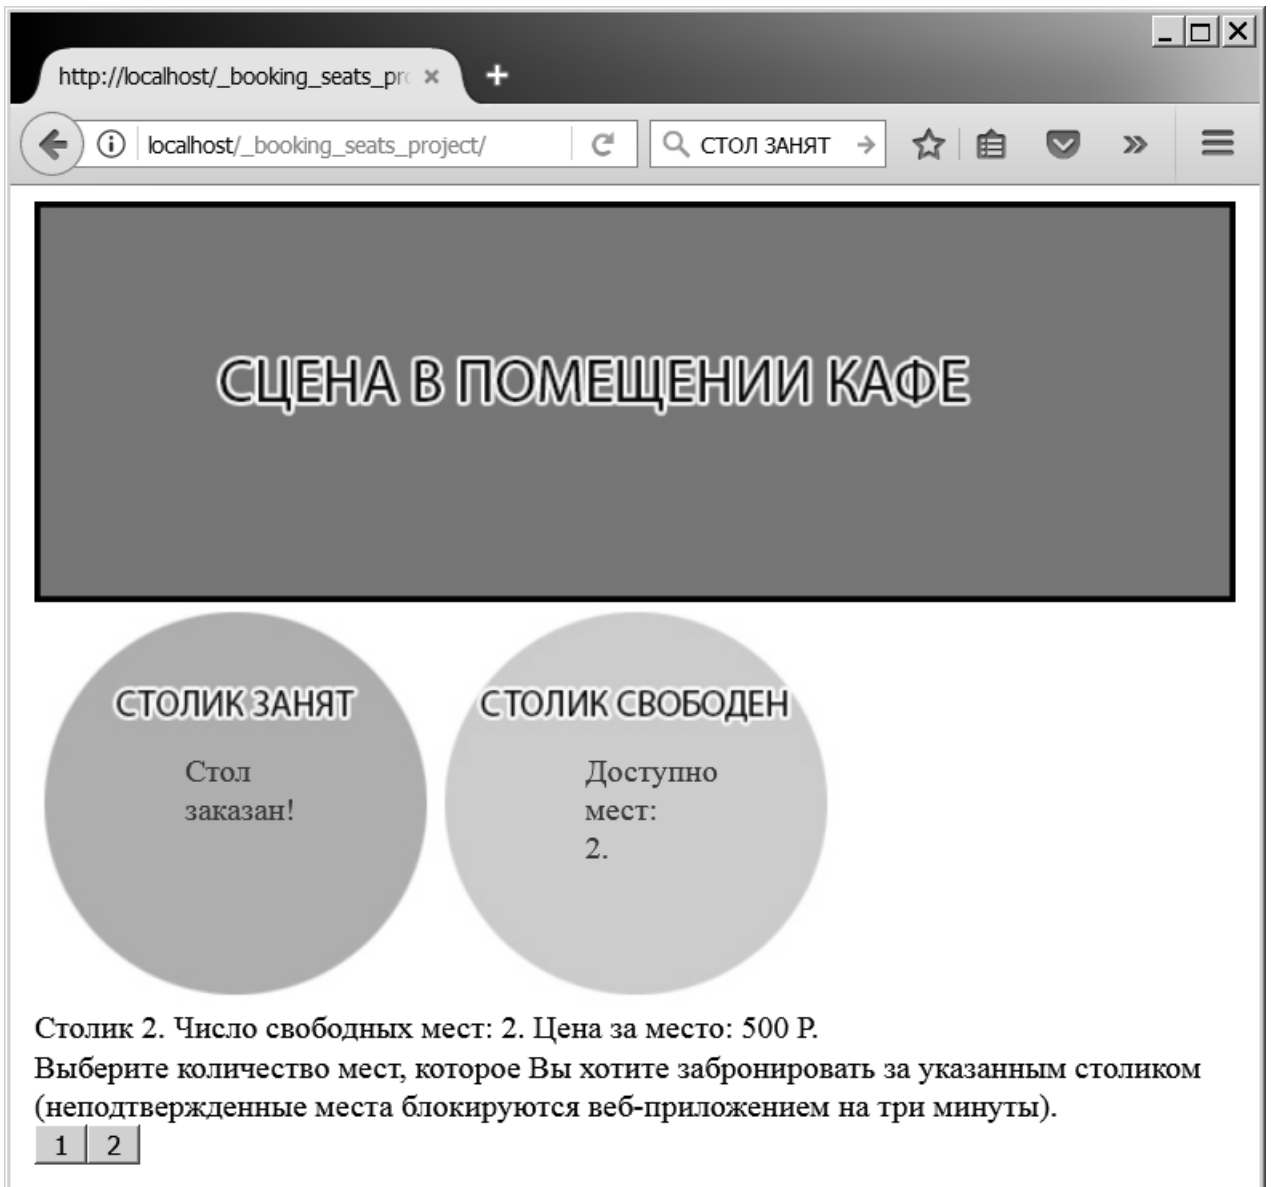 http://localhost/_booking_seats_pro
localhost/_booking_seats_project/
СТОЛ ЗАНЯТ
СЦЕНА В ПОМЕЩЕНИИ КАФЕ
СТОЛИК ЗАНЯТ
Стол
заказан!
СТОЛИК СВОБОДЕН
Доступно
мест:
2.
Столик 2. Число свободных мест: 2. Цена за место: 500 Р.
Выберите количество мест, которое Вы хотите забронировать за указанным столиком
(неподтвержденные места блокируются веб-приложением на три минуты).
1 2